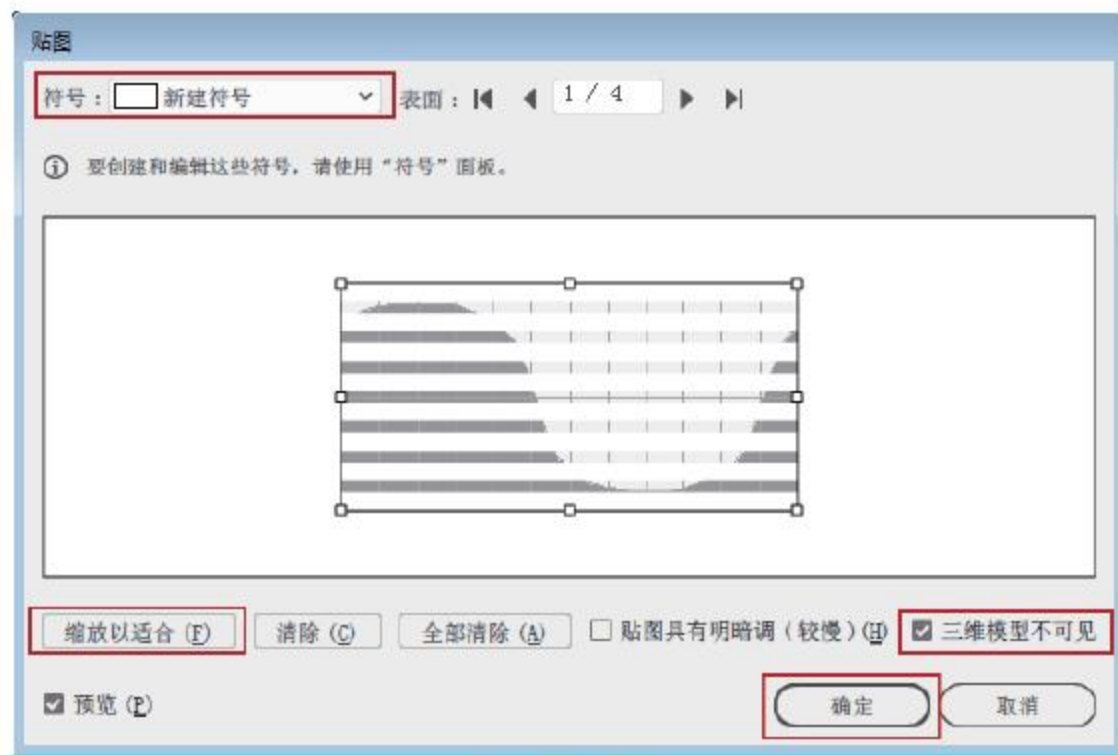 贴图
符号：新建符号 表面： 1 / 4
要创建和编辑这些符号，请使用“符号”面板。
缩放以适合 (F) 清除 (C) 全部清除 (A) 贴图具有明暗调（较慢）(H) 三维模型不可见
预览 (P) 确定 取消